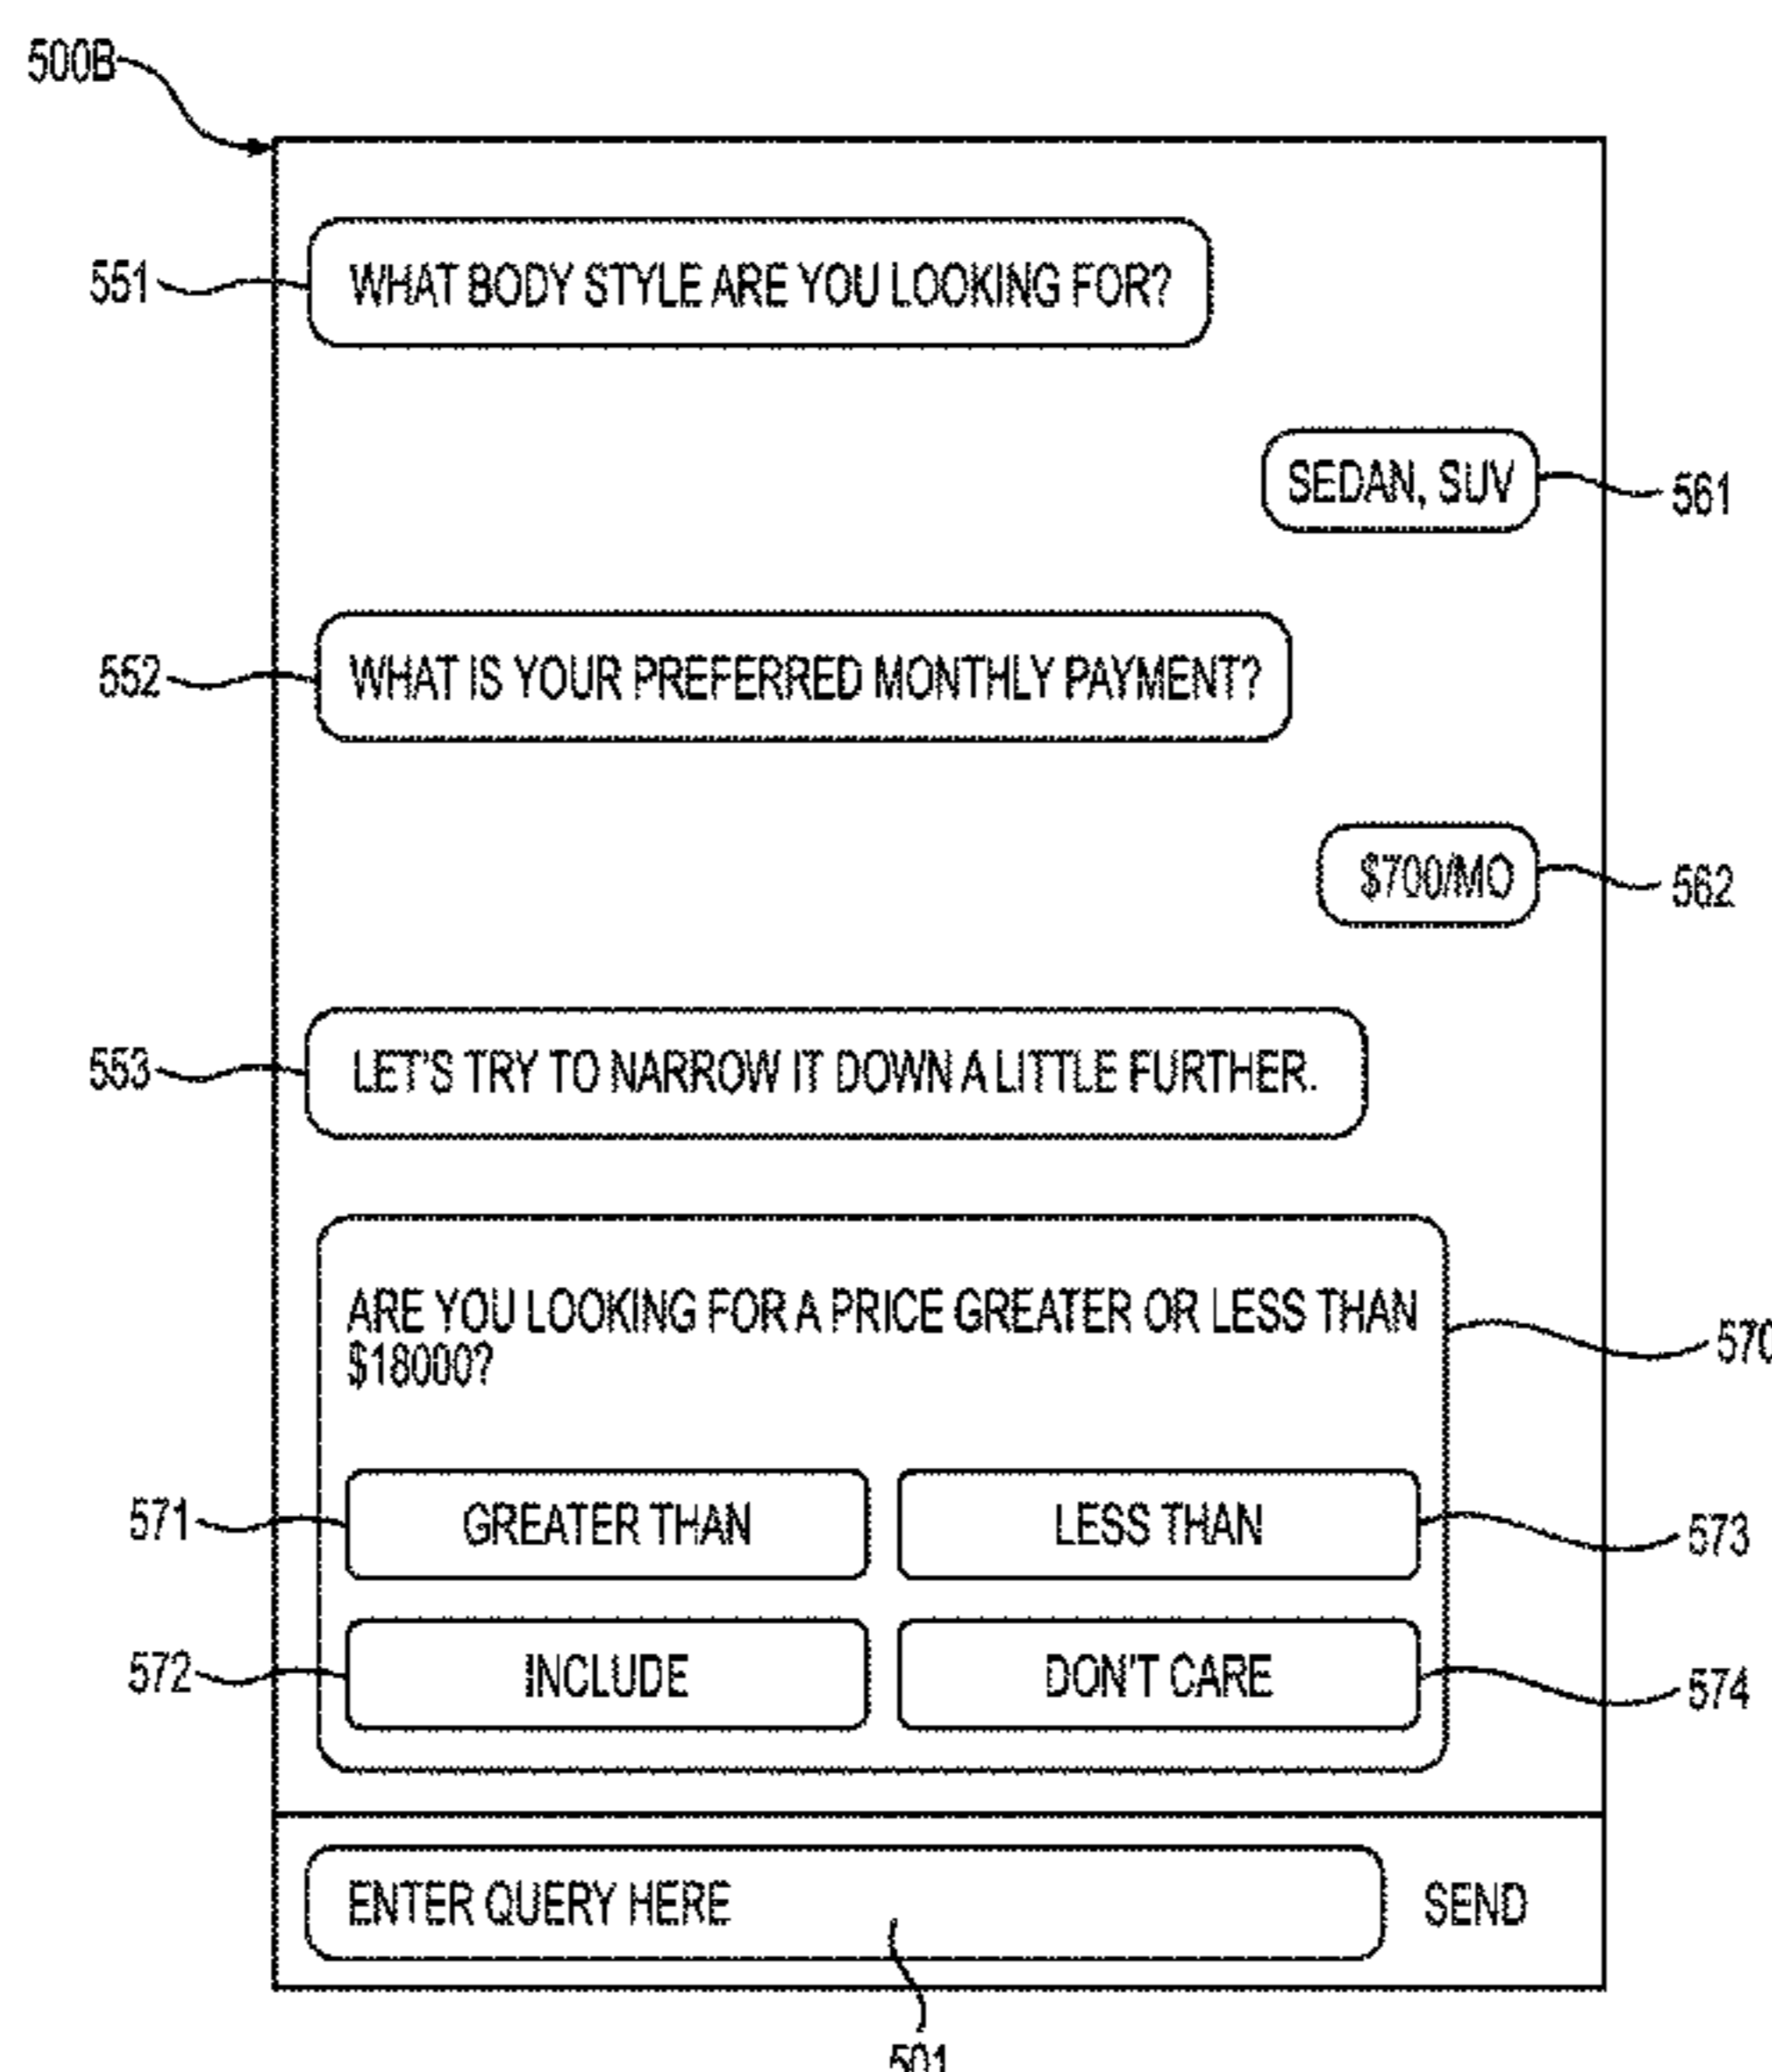 500B
551
WHAT BODY STYLE ARE YOU LOOKING FOR?
SEDAN, SUV
561
552
WHAT IS YOUR PREFERRED MONTHLY PAYMENT?
$700/MO
562
553
LET'S TRY TO NARROW IT DOWN A LITTLE FURTHER.
ARE YOU LOOKING FOR A PRICE GREATER OR LESS THAN
$18000?
570
571
GREATER THAN
LESS THAN
573
572
INCLUDE
DON'T CARE
574
ENTER QUERY HERE
SEND
501